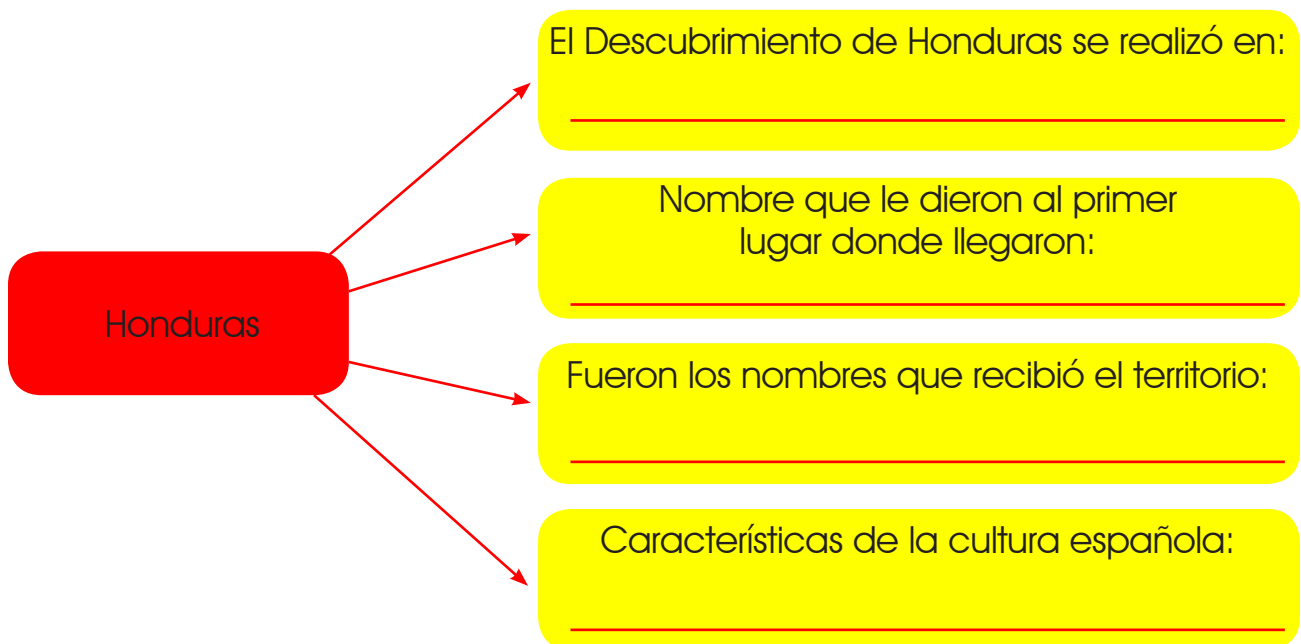 El Descubrimiento de Honduras se realizó en:
Nombre que le dieron al primer
lugar donde llegaron:
Honduras
Fueron los nombres que recibió el territorio:
Características de la cultura española: